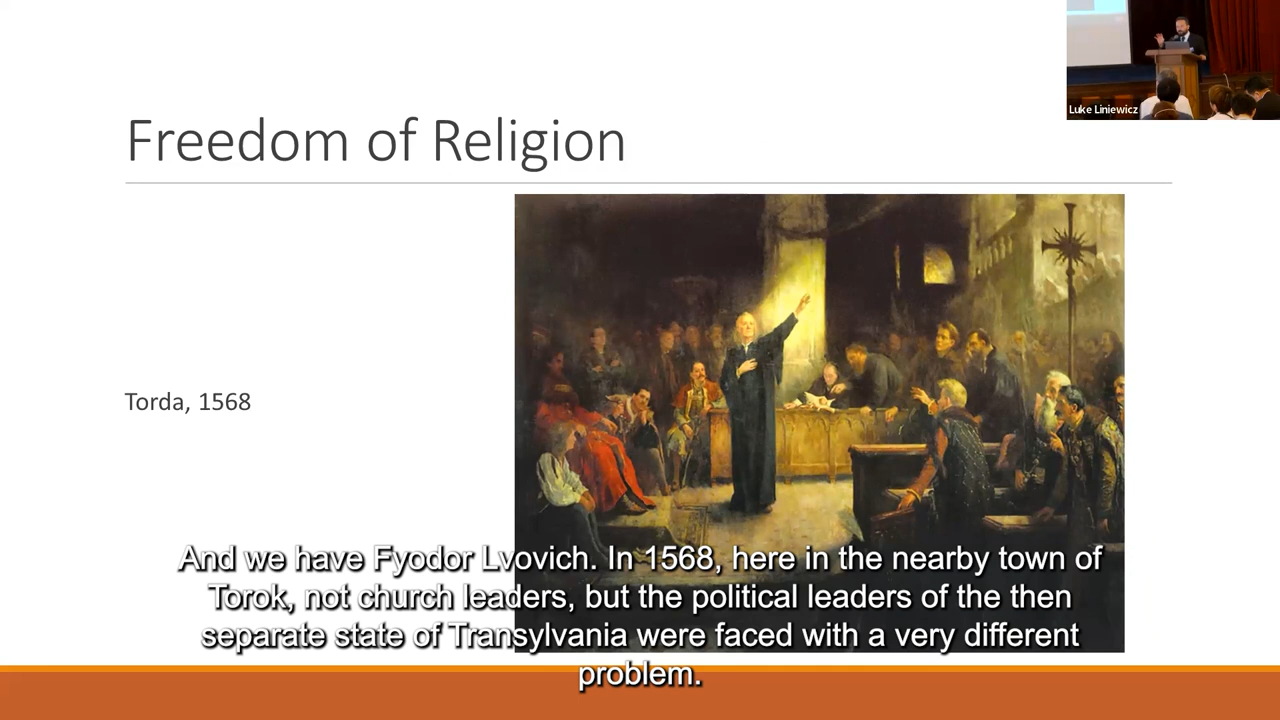 Luke Liniewicz
Freedom of Religion
Torda, 1568
And we have Fyodor Lvovich. In 1568, here in the nearby town of
Torok, not church leaders, but the political leaders of the then
separate state of Transylvania were faced with a very different
problem.